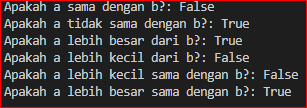 Apakah a sama dengan b?: False
Apakah a tidak sama dengan b?: True
Apakah a lebih besar dari b?: True
Apakah a lebih kecil dari b?: False
Apakah a lebih kecil sama dengan b?: False
Apakah a lebih besar sama dengan b?: True